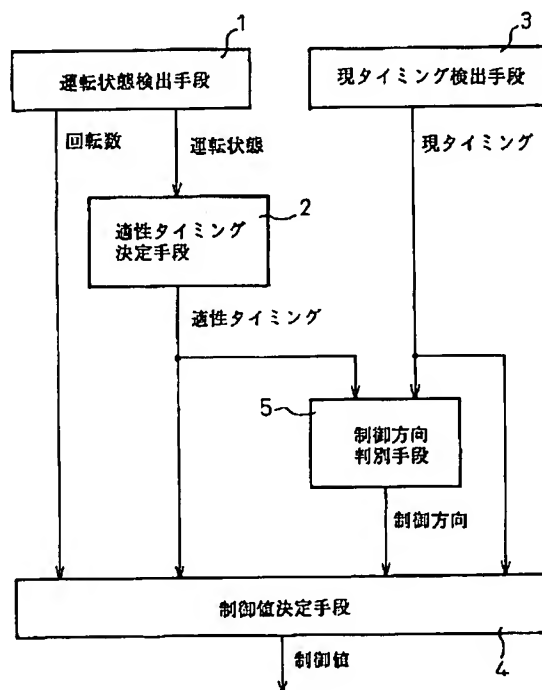 1
3
運転状態検出手段
現タイミング検出手段
回転数
運転状態
現タイミング
2
適性タイミング
決定手段
適性タイミング
5
制御方向
判別手段
制御方向
制御値決定手段
4
制御値